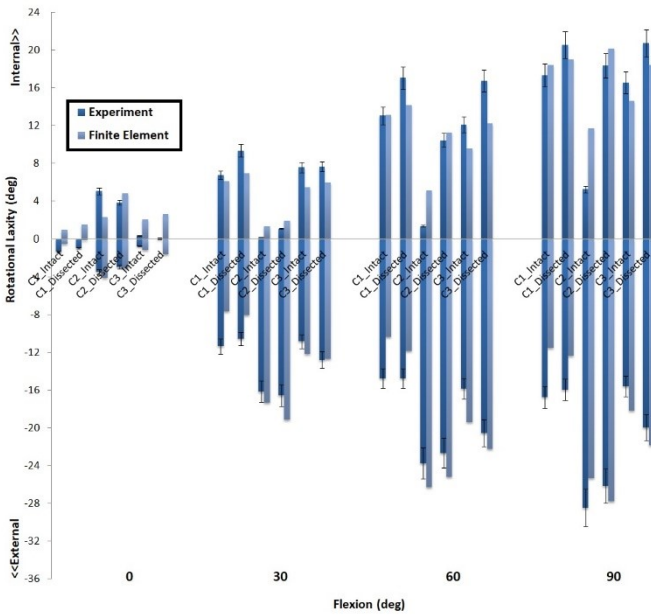 Internal>>
Rotational Laxity (deg)
<<External
24
20
16
12
8
4
0
-4
-8
-12
-16
-20
-24
-28
-32
-36
Experiment
Finite Element
C1_Intact
C1_Dissected
C2_Intact
C2_Dissected
C3_Intact
C3_Dissected
C1_Intact
C1_Dissected
C2_Intact
C2_Dissected
C3_Intact
C3_Dissected
C1_Intact
C1_Dissected
C2_Intact
C2_Dissected
C3_Intact
C3_Dissected
C1_Intact
C1_Dissected
C2_Intact
C2_Dissected
C3_Intact
C3_Dissected
0 30 60 90
Flexion (deg)